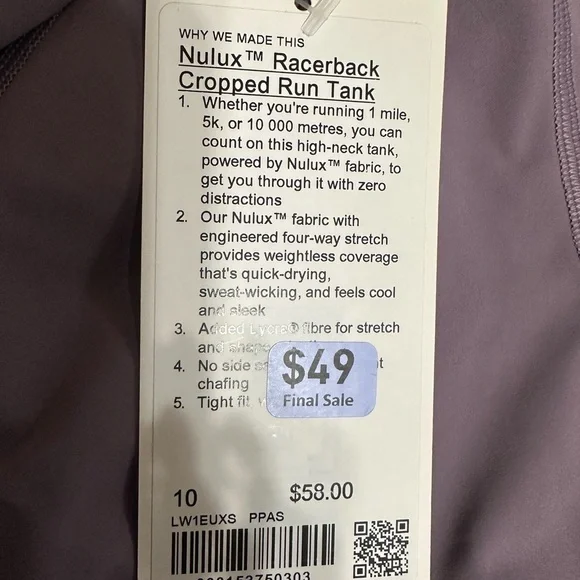 WHY WE MADE THIS
Nulux™ Racerback
Cropped Run Tank
1. Whether you're running 1 mile,
5k, or 10 000 metres, you can
count on this high-neck tank,
powered by Nulux™ fabric, to
get you through it with zero
distractions
2. Our Nulux™ fabric with
engineered four-way stretch
provides weightless coverage
that's quick-drying,
sweat-wicking, and feels cool
and sleek
3. Added Lycra® fibre for stretch
and shape
4. No side
chafing
5. Tight fit
$49
Final Sale
10 $58.00
LW1EUXS PPAS